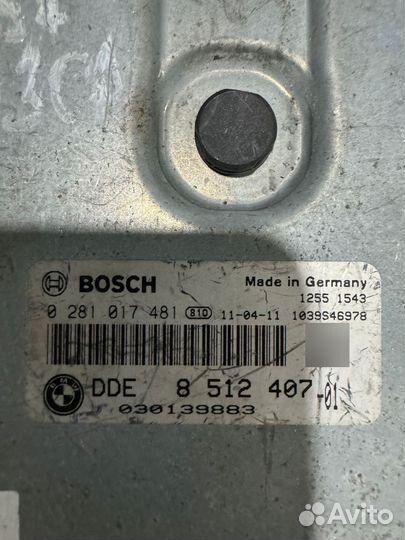 BOSCH
Made in Germany
1255 1543
0 281 017 481 810 11-04-11 1039S46978
BMW
DDE 8 512 407-01
030139883
Avito